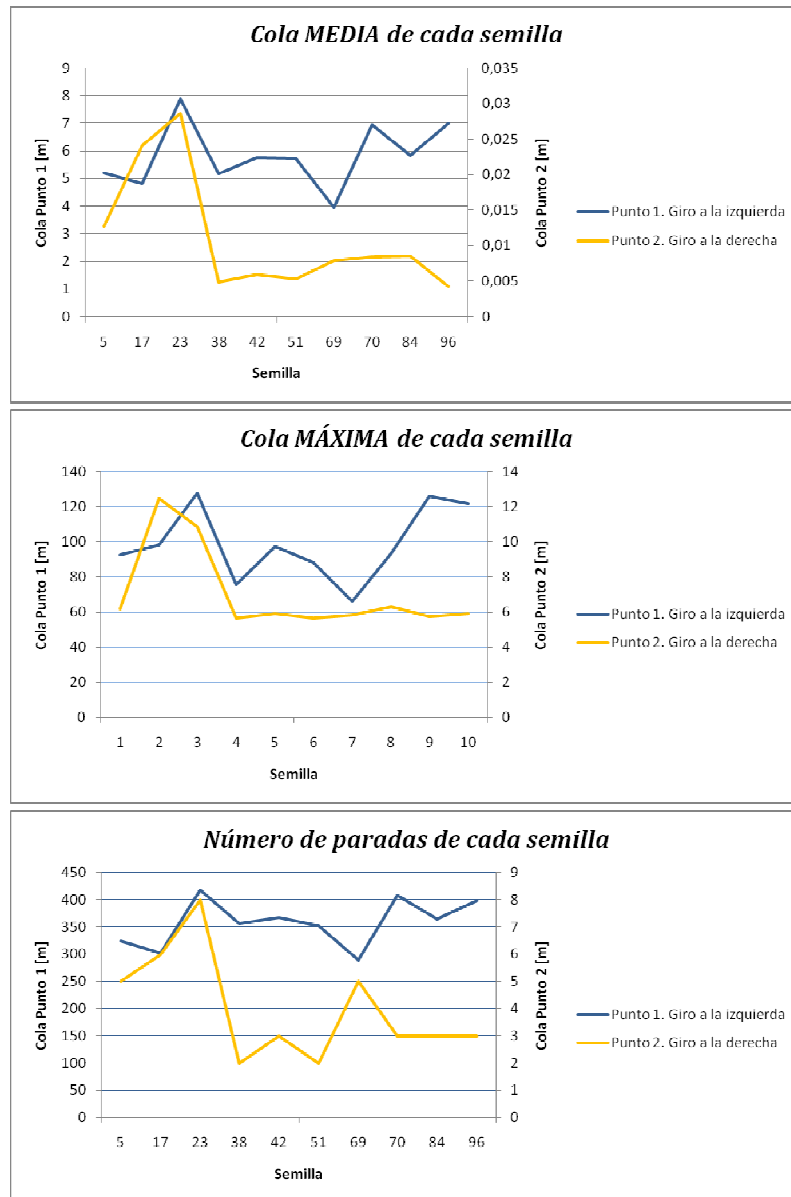 Cola MEDIA de cada semilla
9
8
7
6
5
4
3
2
1
0
Cola Punto 1 [m]
0,035
0,03
0,025
0,02
0,015
0,01
0,005
0
Cola Punto 2 [m]
5 17 23 38 42 51 69 70 84 96
Semilla
Punto 1. Giro a la izquierda
Punto 2. Giro a la derecha
Cola MÁXIMA de cada semilla
140
120
100
80
60
40
20
0
Cola Punto 1 [m]
14
12
10
8
6
4
2
0
Cola Punto 2 [m]
1 2 3 4 5 6 7 8 9 10
Semilla
Punto 1. Giro a la izquierda
Punto 2. Giro a la derecha
Número de paradas de cada semilla
450
400
350
300
250
200
150
100
50
0
Cola Punto 1 [m]
9
8
7
6
5
4
3
2
1
0
Cola Punto 2 [m]
5 17 23 38 42 51 69 70 84 96
Semilla
Punto 1. Giro a la izquierda
Punto 2. Giro a la derecha